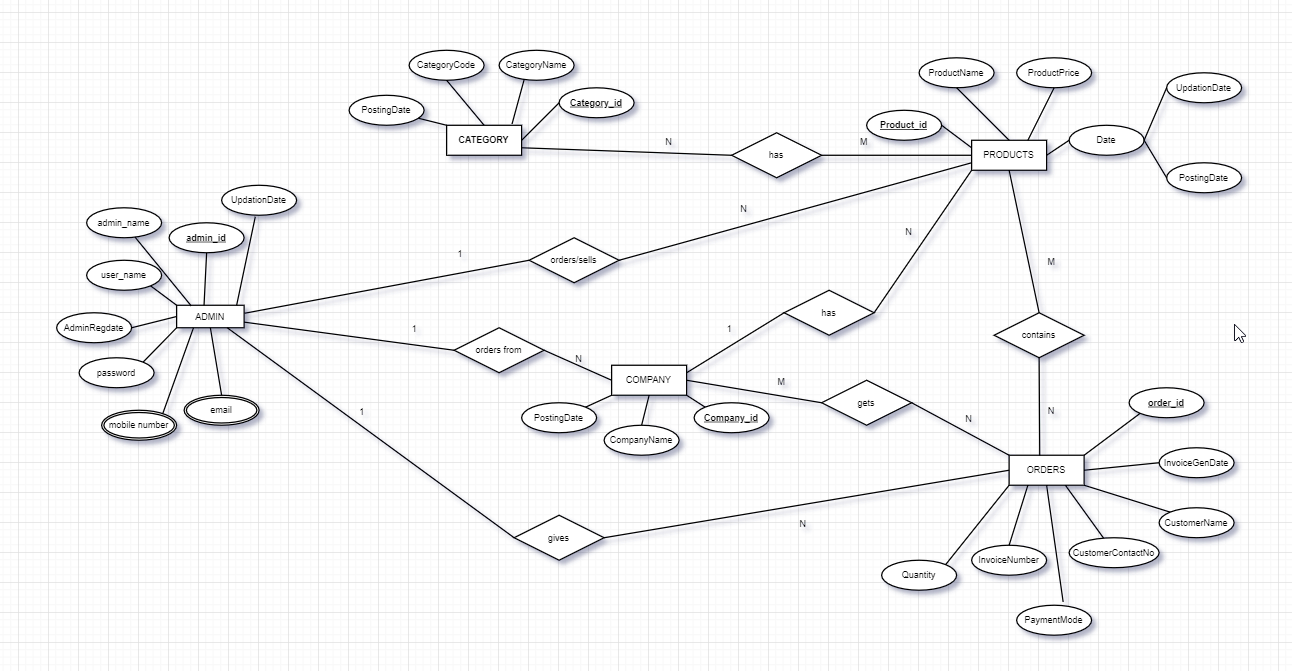 CategoryCode
CategoryName
PostingDate
Category_id
CATEGORY
N
has
M
ProductName
ProductPrice
Product_id
PRODUCTS
Date
UpdationDate
PostingDate
UpdationDate
admin_name
admin_id
user_name
AdminRegdate
ADMIN
password
mobile number
email
1
orders/sells
N
1
orders from
N
1
has
N
M
contains
N
COMPANY
PostingDate
CompanyName
Company_id
M
gets
N
1
gives
N
ORDERS
order_id
InvoiceGenDate
CustomerName
CustomerContactNo
InvoiceNumber
Quantity
PaymentMode